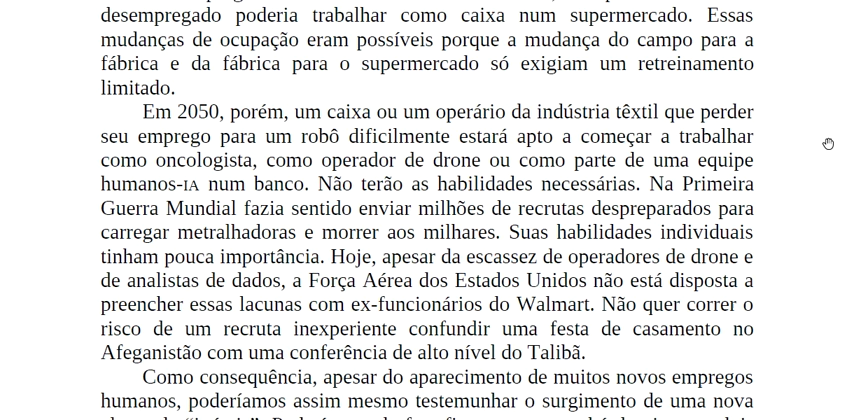 desempregado poderia trabalhar como caixa num supermercado. Essas
mudanças de ocupação eram possíveis porque a mudança do campo para a
fábrica e da fábrica para o supermercado só exigiam um retreinamento
limitado.
Em 2050, porém, um caixa ou um operário da indústria têxtil que perder
seu emprego para um robô dificilmente estará apto a começar a trabalhar
como oncologista, como operador de drone ou como parte de uma equipe
humanos-IA num banco. Não terão as habilidades necessárias. Na Primeira
Guerra Mundial fazia sentido enviar milhões de recrutas despreparados para
carregar metralhadoras e morrer aos milhares. Suas habilidades individuais
tinham pouca importância. Hoje, apesar da escassez de operadores de drone e
de analistas de dados, a Força Aérea dos Estados Unidos não está disposta a
preencher essas lacunas com ex-funcionários do Walmart. Não quer correr o
risco de um recruta inexperiente confundir uma festa de casamento no
Afeganistão com uma conferência de alto nível do Talibã.
Como consequência, apesar do aparecimento de muitos novos empregos
humanos, poderíamos assim mesmo testemunhar o surgimento de uma nova